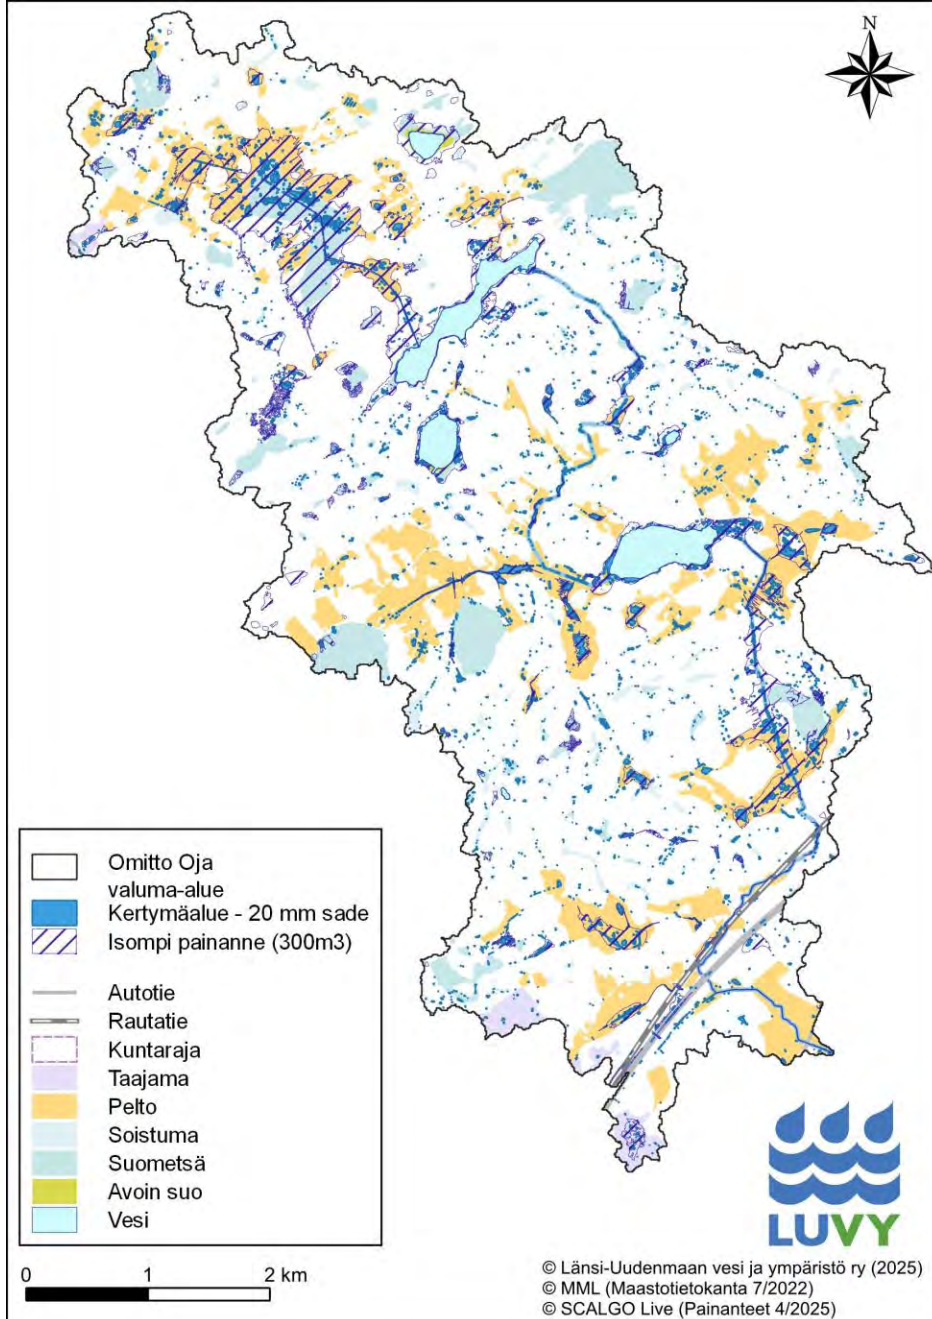 N
Omitto Oja
valuma-alue
Kertymäalue - 20 mm sade
Isompi painanne (300m3)
Autotie
Rautatie
Kuntaraja
Taajama
Pelto
Soistuma
Suometsä
Avoin suo
Vesi
0 1 2 km
LUVY
© Länsi-Uudenmaan vesi ja ympäristö ry (2025)
© MML (Maastotietokanta 7/2022)
© SCALGO Live (Painanteet 4/2025)